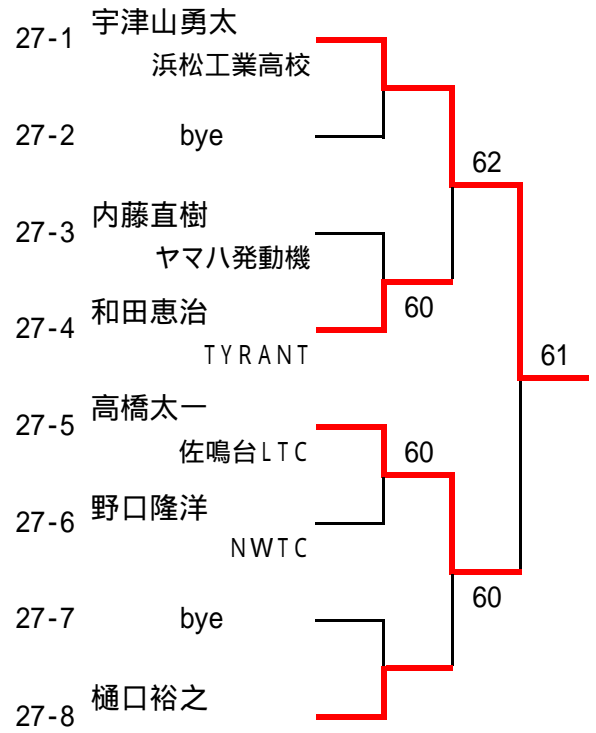 27-1 宇津山勇太
浜松工業高校
27-2 bye
62
27-3 内藤直樹
ヤマハ発動機
60
27-4 和田恵治
TYRANT
61
27-5 高橋太一
佐鳴台LTC
60
27-6 野口隆洋
NWTC
60
27-7 bye
27-8 樋口裕之